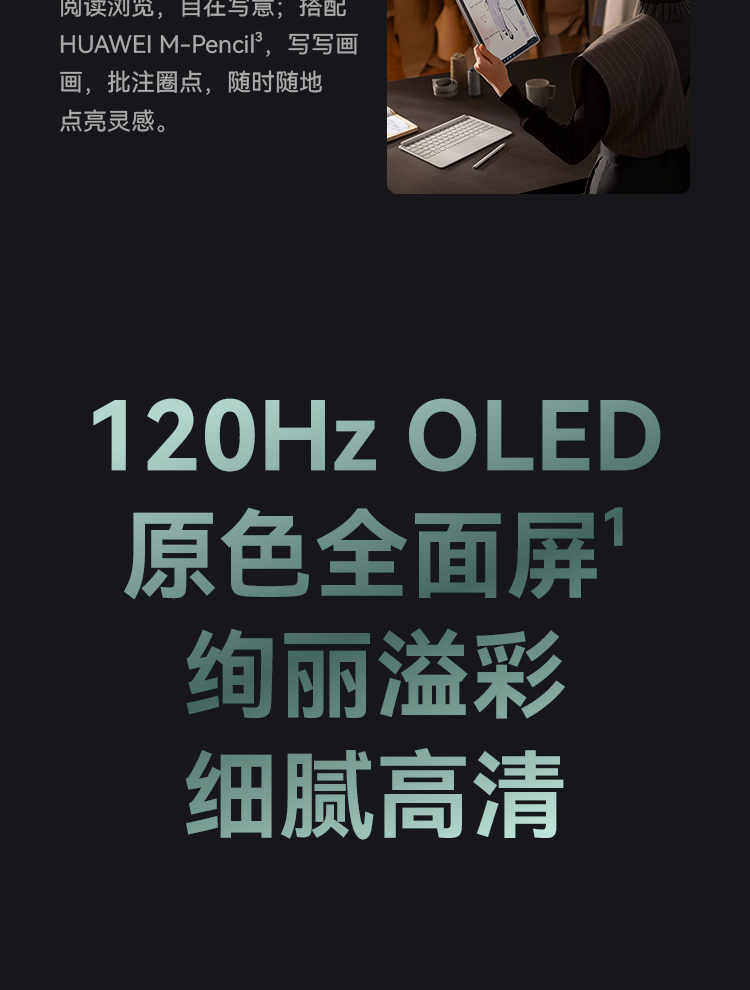 阅读浏览，自在写意；搭配
HUAWEI M-Pencil³，写写画
画，批注圈点，随时随地
点亮灵感。
120Hz OLED
原色全面屏¹
绚丽溢彩
细腻高清